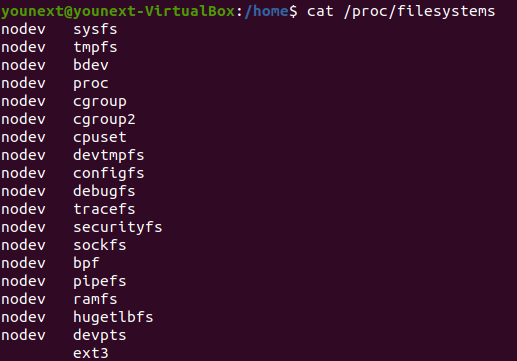 younext@younext-VirtualBox:/home$ cat /proc/filesystems
nodev   sysfs
nodev   tmpfs
nodev   bdev
nodev   proc
nodev   cgroup
nodev   cgroup2
nodev   cpuset
nodev   devtmpfs
nodev   configfs
nodev   debugfs
nodev   tracefs
nodev   securityfs
nodev   sockfs
nodev   bpf
nodev   pipefs
nodev   ramfs
nodev   hugetlbfs
nodev   devpts
        ext3